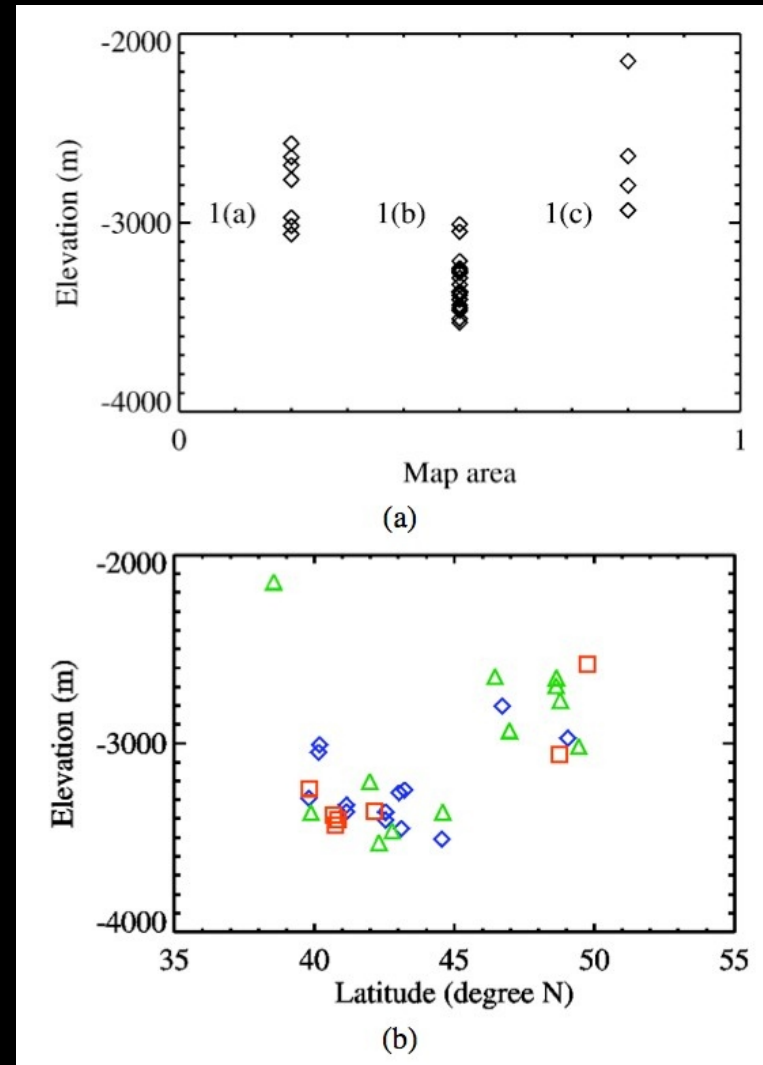 -2000
-3000
-4000
Elevation (m)
1(a)
1(b)
1(c)
0
1
Map area
(a)
-2000
-3000
-4000
Elevation (m)
35
40
45
50
55
Latitude (degree N)
(b)